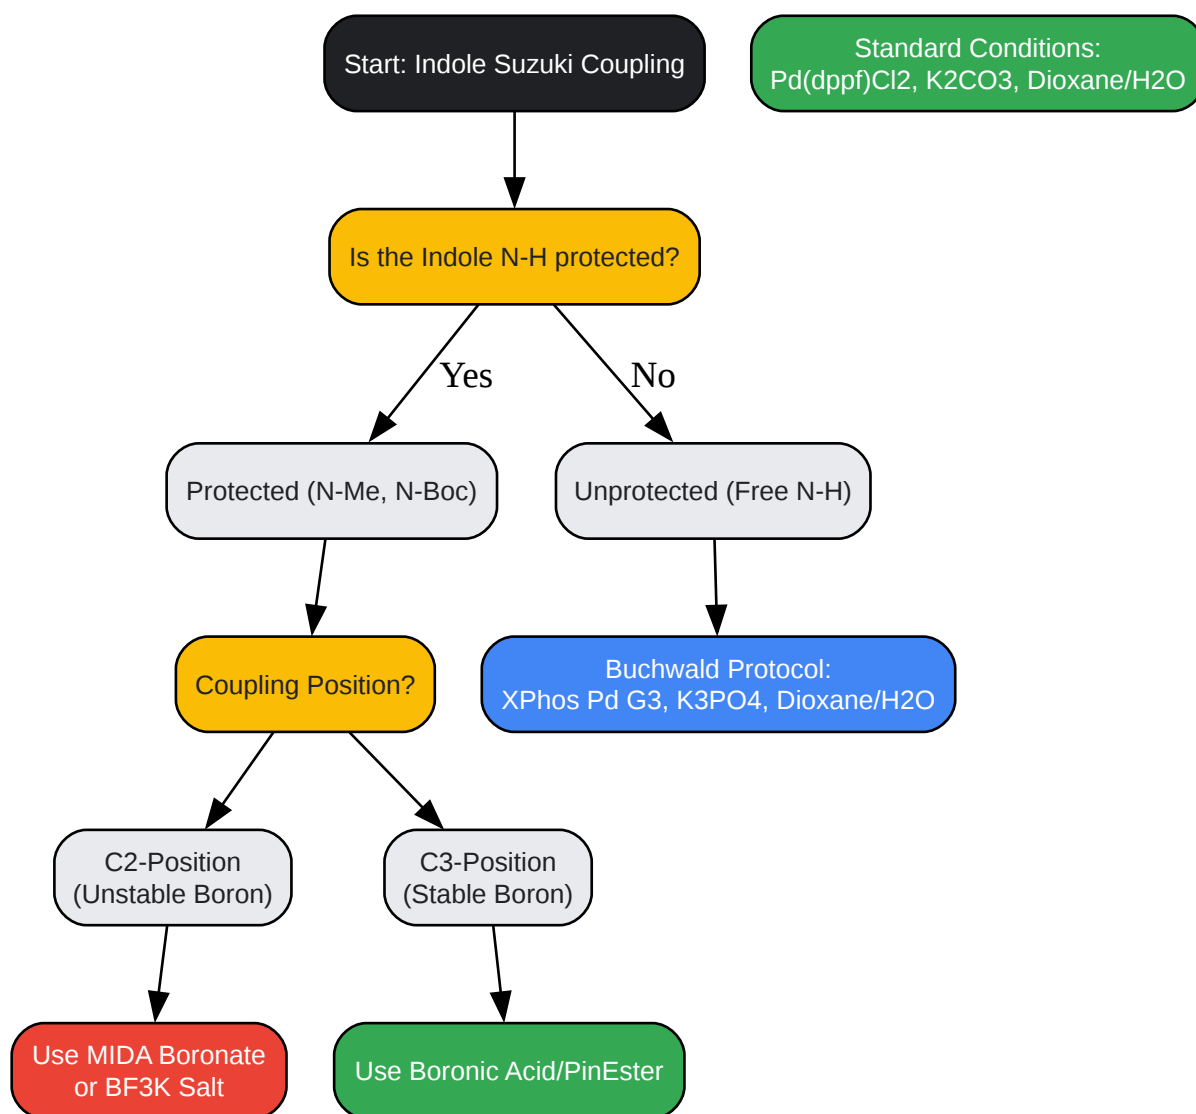 Start: Indole Suzuki Coupling
Standard Conditions:
Pd(dppf)Cl2, K2CO3, Dioxane/H2O
Is the Indole N-H protected?
Yes
No
Protected (N-Me, N-Boc)
Unprotected (Free N-H)
Coupling Position?
Buchwald Protocol:
XPhos Pd G3, K3PO4, Dioxane/H2O
C2-Position
(Unstable Boron)
C3-Position
(Stable Boron)
Use MIDA Boronate
or BF3K Salt
Use Boronic Acid/PinEster